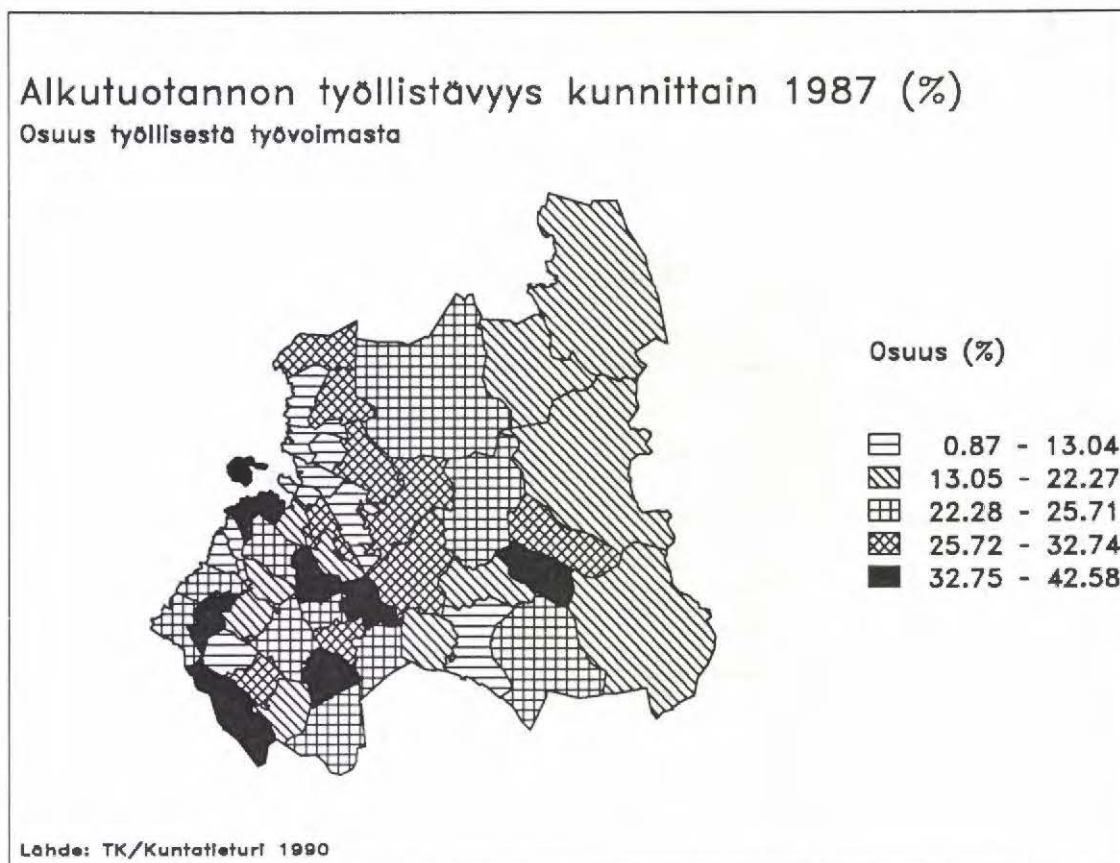 Alkutuotannon työllistävyys kunnittain 1987 (%)
Osuus työllisestä työvoimasta
Osuus (%)
0.87 - 13.04
13.05 - 22.27
22.28 - 25.71
25.72 - 32.74
32.75 - 42.58
Lähde: TK/Kuntatieturi 1990